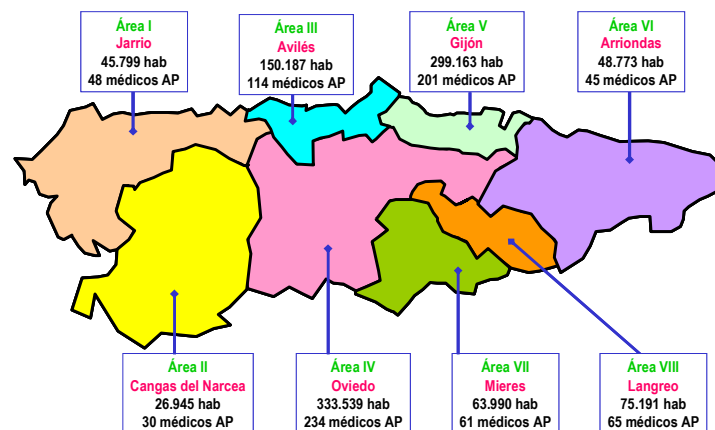 Área I
Jarrio
45.799 hab
48 médicos AP
Área III
Avilés
150.187 hab
114 médicos AP
Área V
Gijón
299.163 hab
201 médicos AP
Área VI
Arriondas
48.773 hab
45 médicos AP
Área II
Cangas del Narcea
26.945 hab
30 médicos AP
Área IV
Oviedo
333.539 hab
234 médicos AP
Área VII
Mieres
63.990 hab
61 médicos AP
Área VIII
Langreo
75.191 hab
65 médicos AP